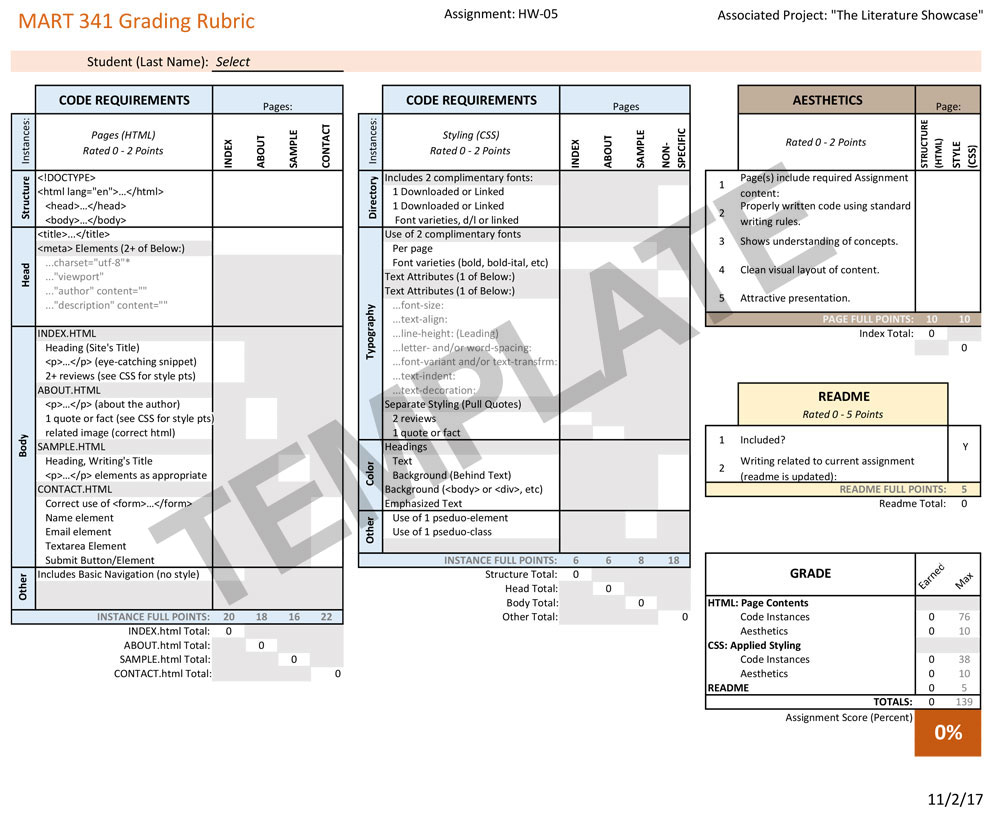 MART 341 Grading Rubric
Assignment: HW-05
Associated Project: "The Literature Showcase"
Student (Last Name): Select
CODE REQUIREMENTS
Pages:
Instances:
Pages (HTML)
Rated 0 - 2 Points
INDEX
ABOUT
SAMPLE
CONTACT
Structure
<!DOCTYPE>
<html lang="en">...</html>
<head>...</head>
<body>...</body>
Head
<title>...</title>
<meta> Elements (2+ of Below:)
...charset="utf-8"*
..."viewport"
..."author" content=""
..."description" content=""
Body
INDEX.HTML
Heading (Site's Title)
<p>...</p> (eye-catching snippet)
2+ reviews (see CSS for style pts)
ABOUT.HTML
<p>...</p> (about the author)
1 quote or fact (see CSS for style pts)
related image (correct html)
SAMPLE.HTML
Heading, Writing's Title
<p>...</p> elements as appropriate
CONTACT.HTML
Correct use of <form>...</form>
Name element
Email element
Textarea Element
Submit Button/Element
Other
Includes Basic Navigation (no style)
INSTANCE FULL POINTS: 20 18 16 22
INDEX.html Total: 0
ABOUT.html Total: 0
SAMPLE.html Total: 0
CONTACT.html Total: 0
CODE REQUIREMENTS
Pages
Instances:
Styling (CSS)
Rated 0 - 2 Points
INDEX
ABOUT
SAMPLE
NON-
SPECIFIC
Directory
Includes 2 complimentary fonts:
1 Downloaded or Linked
1 Downloaded or Linked
Font varieties, d/l or linked
Typography
Use of 2 complimentary fonts
Per page
Font varieties (bold, bold-ital, etc)
Text Attributes (1 of Below:)
Text Attributes (1 of Below:)
...font-size:
...text-align:
...line-height: (Leading)
...letter- and/or word-spacing:
...font-variant and/or text-transfrm:
...text-indent:
...text-decoration:
Separate Styling (Pull Quotes)
2 reviews
1 quote or fact
Color
Headings
Text
Background (Behind Text)
Background (<body> or <div>, etc)
Emphasized Text
Other
Use of 1 pseduo-element
Use of 1 pseduo-class
INSTANCE FULL POINTS: 6 6 8 18
Structure Total: 0
Head Total: 0
Body Total: 0
Other Total: 0
AESTHETICS
Page:
Rated 0 - 2 Points
STRUCTURE
(HTML)
STYLE
(CSS)
1 Page(s) include required Assignment
content:
2 Properly written code using standard
writing rules.
3 Shows understanding of concepts.
4 Clean visual layout of content.
5 Attractive presentation.
PAGE FULL POINTS: 10 10
Index Total: 0
0
README
Rated 0 - 5 Points
1 Included?
Y
2 Writing related to current assignment
(readme is updated):
README FULL POINTS: 5
Readme Total: 0
GRADE
Earned
Max
HTML: Page Contents
Code Instances 0 76
Aesthetics 0 10
CSS: Applied Styling
Code Instances 0 38
Aesthetics 0 10
README 0 5
TOTALS: 0 139
Assignment Score (Percent)
0%
TEMPLATE
11/2/17